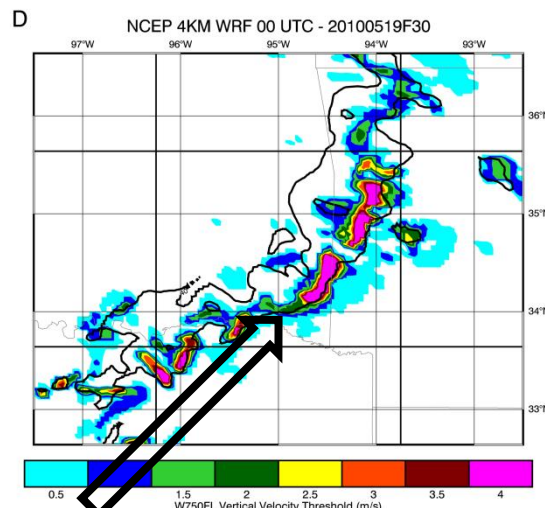 D
NCEP 4KM WRF 00 UTC - 20100519F30
97°W 96°W 95°W 94°W 93°W
36°N
35°N
34°N
33°N
0.5 1.5 2 2.5 3 3.5 4
W750FL Vertical Velocity Threshold (m/s)